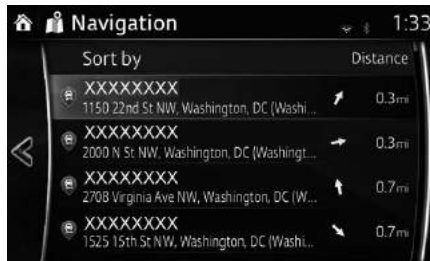 Navigation 1:33
Sort by Distance
XXXXXXXX
1150 22nd St NW, Washington, DC (Washi... 0.3mi
XXXXXXXX
2000 N St NW, Washington, DC (Washingt... 0.3mi
XXXXXXXX
2708 Virginia Ave NW, Washington, DC (W... 0.7mi
XXXXXXXX
1525 15th St NW, Washington, DC (Washi... 0.7mi